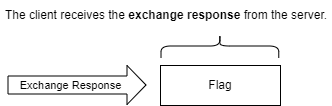 The client receives the exchange response from the server.
Exchange Response
Flag